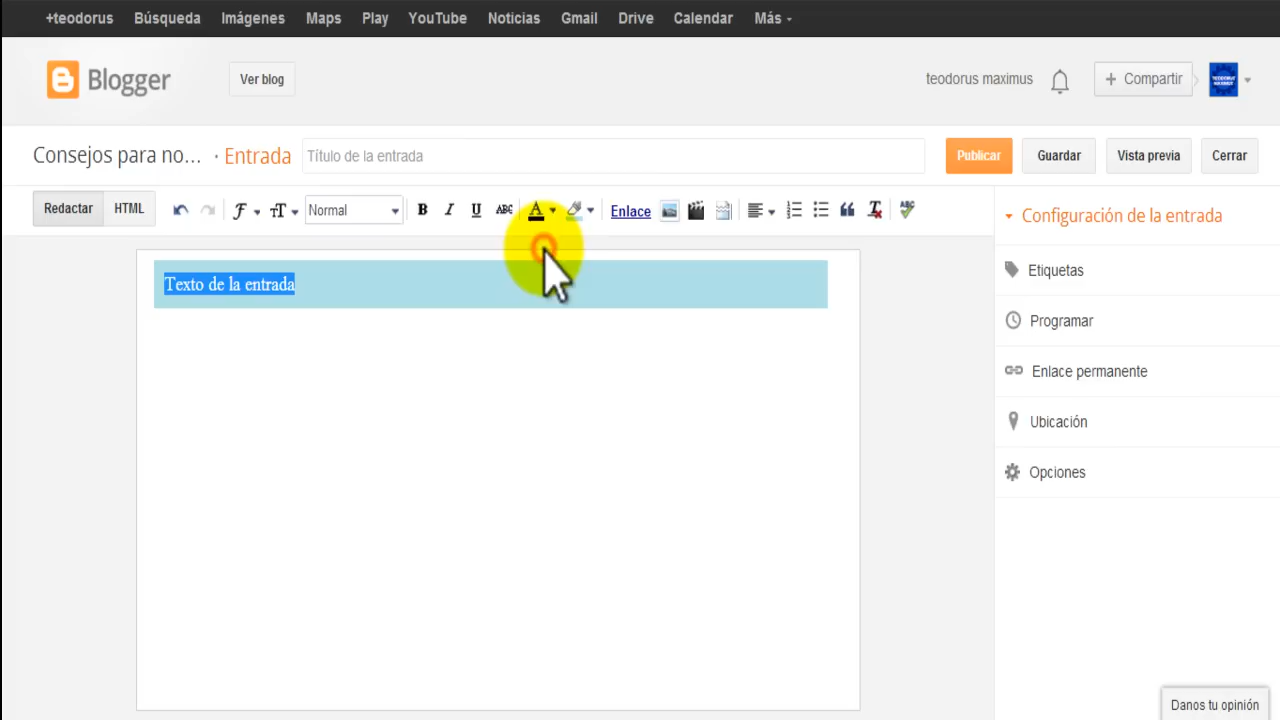 +teodorus Búsqueda Imágenes Maps Play YouTube Noticias Gmail Drive Calendar Más
Blogger Ver blog teodorus maximus + Compartir
Consejos para no... · Entrada Título de la entrada Publicar Guardar Vista previa Cerrar
Redactar HTML Normal B I U ABC A Enlace
Configuración de la entrada
Texto de la entrada
Etiquetas
Programar
Enlace permanente
Ubicación
Opciones
Danos tu opinión